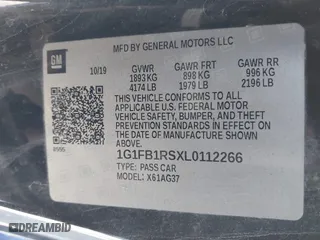 GM
MFD BY GENERAL MOTORS LLC
10/19
GVWR GAWR FRT GAWR RR
1893 KG 898 KG 996 KG
4174 LB 1979 LB 2196 LB
THIS VEHICLE CONFORMS TO ALL
APPLICABLE U.S. FEDERAL MOTOR VEHICLE
SAFETY, BUMPER, AND THEFT
PREVENTION STANDARDS IN EFFECT ON
THE DATE OF MANUFACTURE SHOWN ABOVE.
1G1FB1RSXL0112266
TYPE: PASS CAR
MODEL: X61AG37
DREAMBID.COM